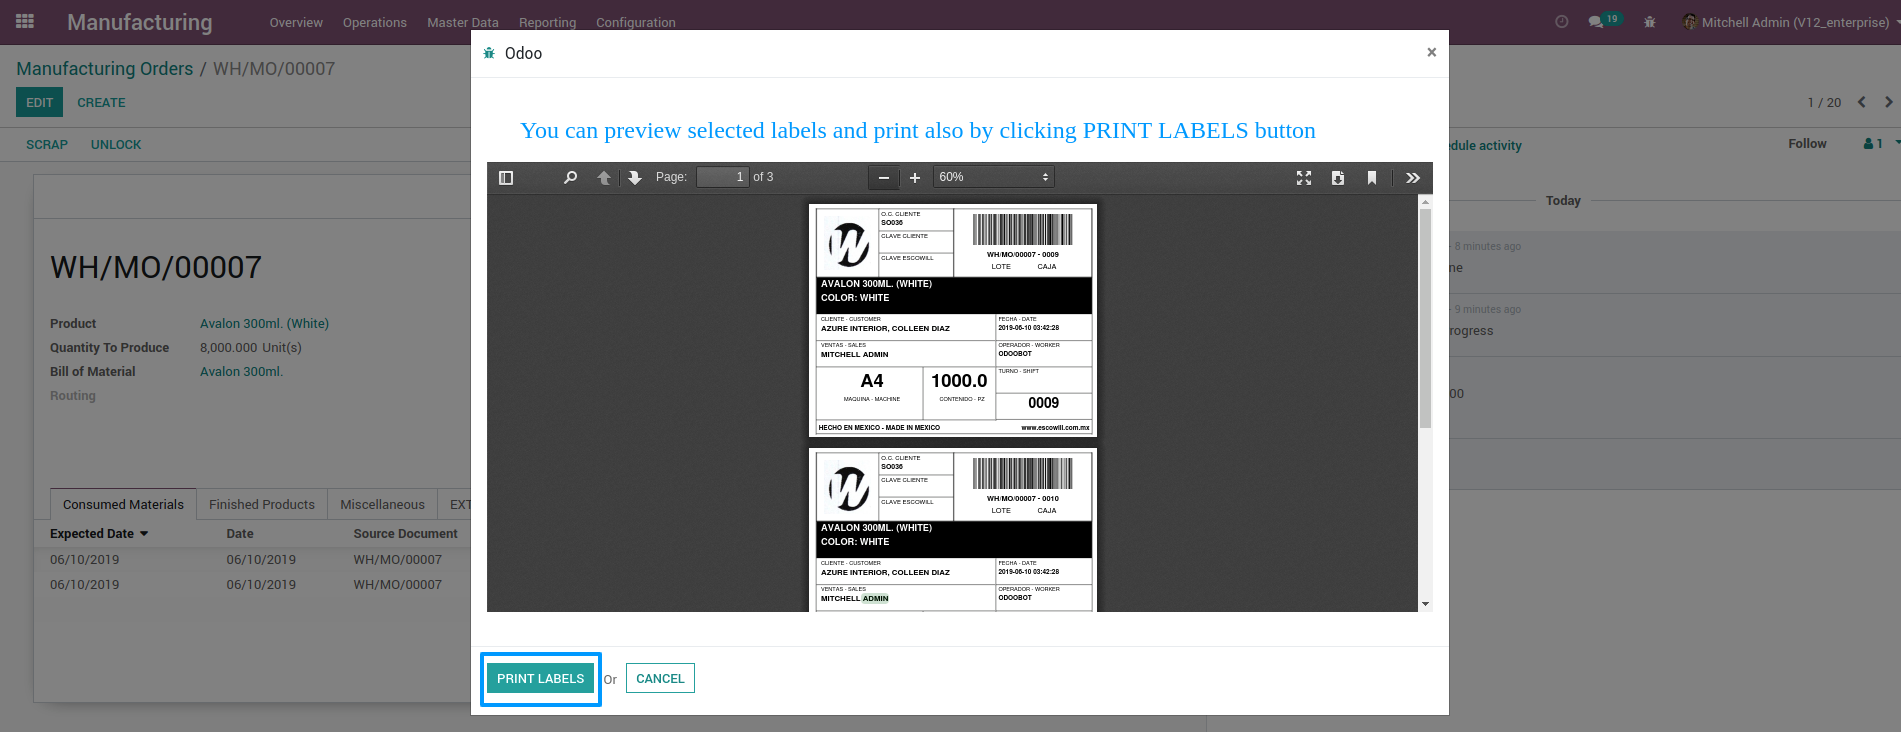 Manufacturing Overview Operations Master Data Reporting Configuration 19 Mitchell Admin (V12_enterprise)
Manufacturing Orders / WH/MO/00007
EDIT CREATE
1 / 20
SCRAP UNLOCK
dule activity Follow 1
Today
8 minutes ago
ne
- 9 minutes ago
rogress
00
WH/MO/00007
Product Avalon 300ml. (White)
Quantity To Produce 8,000.000 Unit(s)
Bill of Material Avalon 300ml.
Routing
Consumed Materials Finished Products Miscellaneous EXT
Expected Date Date Source Document
06/10/2019 06/10/2019 WH/MO/00007
06/10/2019 06/10/2019 WH/MO/00007
Odoo ×
You can preview selected labels and print also by clicking PRINT LABELS button
Page: 1 of 3 60%
O.C. CLIENTE
SO036
CLAVE CLIENTE
CLAVE ESCOWILL
WH/MO/00007 - 0009
LOTE CAJA
AVALON 300ML. (WHITE)
COLOR: WHITE
CLIENTE - CUSTOMER
AZURE INTERIOR, COLLEEN DIAZ
FECHA - DATE
2019-06-10 03:42:28
VENTAS - SALES
MITCHELL ADMIN
OPERADOR - WORKER
ODOOBOT
A4
MAQUINA - MACHINE
1000.0
CONTENIDO - PZ
TURNO - SHIFT
0009
HECHO EN MEXICO - MADE IN MEXICO www.escowill.com.mx
O.C. CLIENTE
SO036
CLAVE CLIENTE
CLAVE ESCOWILL
WH/MO/00007 - 0010
LOTE CAJA
AVALON 300ML. (WHITE)
COLOR: WHITE
CLIENTE - CUSTOMER
AZURE INTERIOR, COLLEEN DIAZ
FECHA - DATE
2019-06-10 03:42:28
VENTAS - SALES
MITCHELL ADMIN
OPERADOR - WORKER
ODOOBOT
PRINT LABELS Or CANCEL